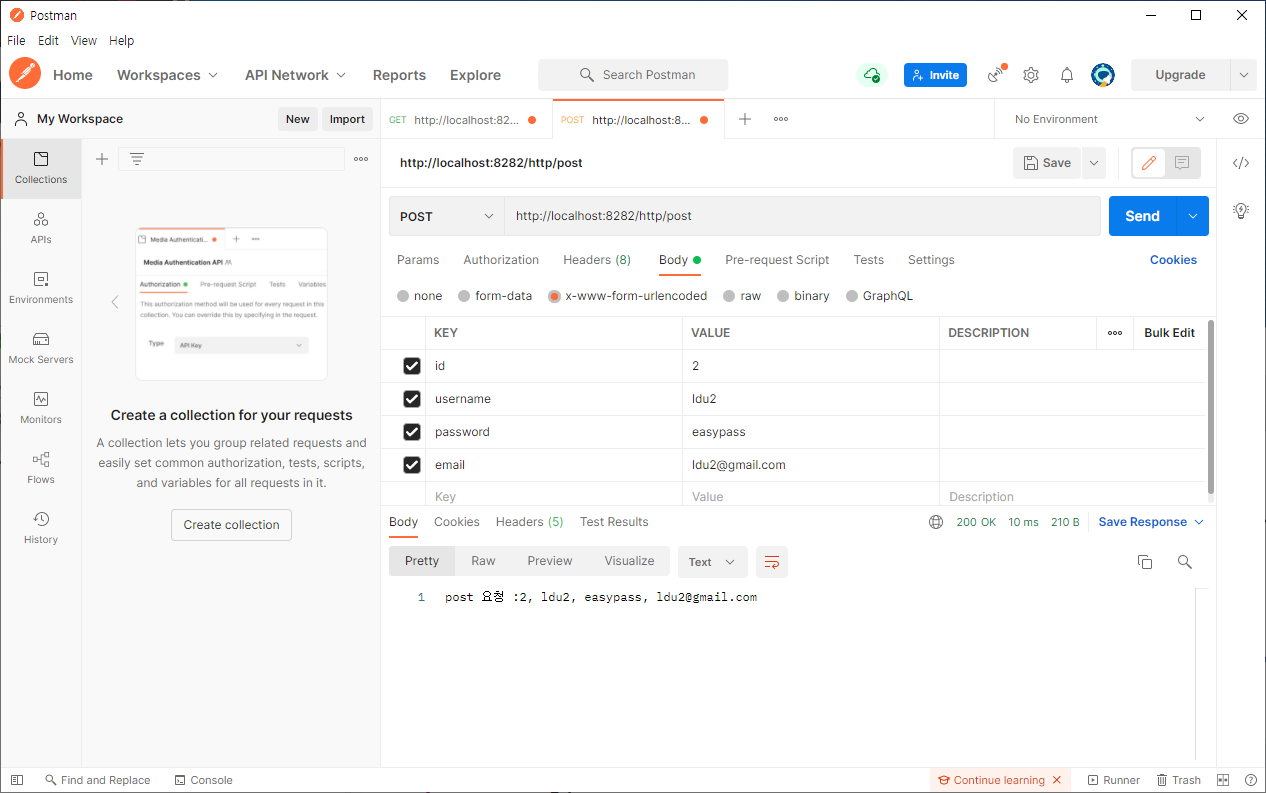 Postman
File Edit View Help
Home Workspaces API Network Reports Explore Search Postman Invite Upgrade
My Workspace New Import
GET http://localhost:82... POST http://localhost:8... No Environment
Collections
APIs
Environments
Mock Servers
Monitors
Flows
History
Media Authenticati...
Media Authentication API
Authorization Pre-request Script Tests Variables
This authorization method will be used for every request in this
collection. You can override this by specifying in the request.
Type API Key
Create a collection for your requests
A collection lets you group related requests and
easily set common authorization, tests, scripts,
and variables for all requests in it.
Create collection
http://localhost:8282/http/post Save
POST http://localhost:8282/http/post Send
Params Authorization Headers (8) Body Pre-request Script Tests Settings Cookies
none form-data x-www-form-urlencoded raw binary GraphQL
KEY VALUE DESCRIPTION Bulk Edit
id 2
username ldu2
password easypass
email ldu2@gmail.com
Key Value Description
Body Cookies Headers (5) Test Results 200 OK 10 ms 210 B Save Response
Pretty Raw Preview Visualize Text
1 post 요청 :2, ldu2, easypass, ldu2@gmail.com
Find and Replace Console Continue learning Runner Trash